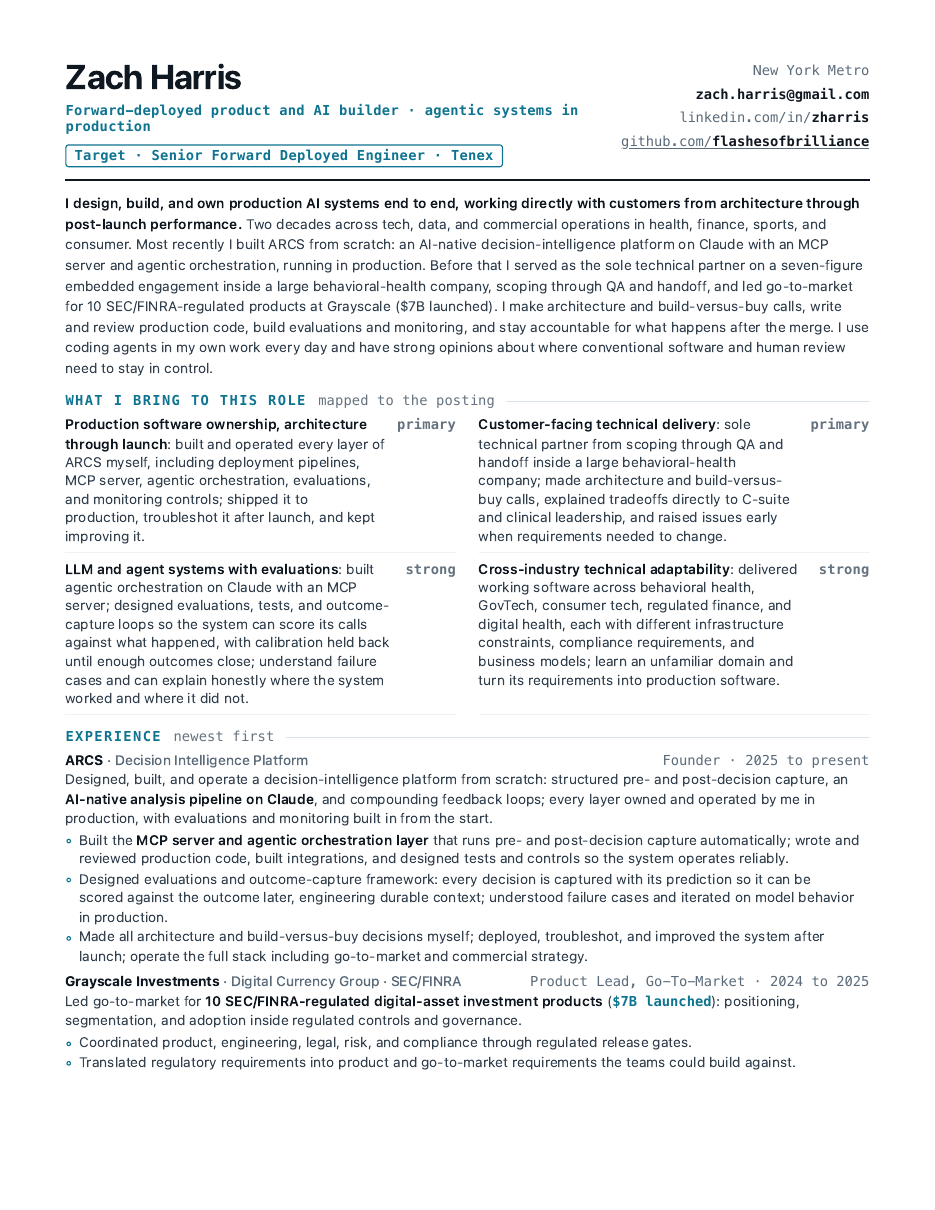 Zach Harris
Forward-deployed product and AI builder · agentic systems in
production
Target · Senior Forward Deployed Engineer · Tenex
New York Metro
zach.harris@gmail.com
linkedin.com/in/zharris
github.com/flashesofbrilliance
I design, build, and own production AI systems end to end, working directly with customers from architecture through
post-launch performance. Two decades across tech, data, and commercial operations in health, finance, sports, and
consumer. Most recently I built ARCS from scratch: an AI-native decision-intelligence platform on Claude with an MCP
server and agentic orchestration, running in production. Before that I served as the sole technical partner on a seven-figure
embedded engagement inside a large behavioral-health company, scoping through QA and handoff, and led go-to-market
for 10 SEC/FINRA-regulated products at Grayscale ($7B launched). I make architecture and build-versus-buy calls, write
and review production code, build evaluations and monitoring, and stay accountable for what happens after the merge. I use
coding agents in my own work every day and have strong opinions about where conventional software and human review
need to stay in control.
WHAT I BRING TO THIS ROLE mapped to the posting
Production software ownership, architecture primary
through launch: built and operated every layer of
ARCS myself, including deployment pipelines,
MCP server, agentic orchestration, evaluations,
and monitoring controls; shipped it to
production, troubleshot it after launch, and kept
improving it.
Customer-facing technical delivery: sole primary
technical partner from scoping through QA and
handoff inside a large behavioral-health
company; made architecture and build-versus-
buy calls, explained tradeoffs directly to C-suite
and clinical leadership, and raised issues early
when requirements needed to change.
LLM and agent systems with evaluations: built strong
agentic orchestration on Claude with an MCP
server; designed evaluations, tests, and outcome-
capture loops so the system can score its calls
against what happened, with calibration held back
until enough outcomes close; understand failure
cases and can explain honestly where the system
worked and where it did not.
Cross-industry technical adaptability: delivered strong
working software across behavioral health,
GovTech, consumer tech, regulated finance, and
digital health, each with different infrastructure
constraints, compliance requirements, and
business models; learn an unfamiliar domain and
turn its requirements into production software.
EXPERIENCE newest first
ARCS · Decision Intelligence Platform Founder · 2025 to present
Designed, built, and operate a decision-intelligence platform from scratch: structured pre- and post-decision capture, an
AI-native analysis pipeline on Claude, and compounding feedback loops; every layer owned and operated by me in
production, with evaluations and monitoring built in from the start.
Built the MCP server and agentic orchestration layer that runs pre- and post-decision capture automatically; wrote and
reviewed production code, built integrations, and designed tests and controls so the system operates reliably.
Designed evaluations and outcome-capture framework: every decision is captured with its prediction so it can be
scored against the outcome later, engineering durable context; understood failure cases and iterated on model behavior
in production.
Made all architecture and build-versus-buy decisions myself; deployed, troubleshot, and improved the system after
launch; operate the full stack including go-to-market and commercial strategy.
Grayscale Investments · Digital Currency Group · SEC/FINRA Product Lead, Go-To-Market · 2024 to 2025
Led go-to-market for 10 SEC/FINRA-regulated digital-asset investment products ($7B launched): positioning,
segmentation, and adoption inside regulated controls and governance.
Coordinated product, engineering, legal, risk, and compliance through regulated release gates.
Translated regulatory requirements into product and go-to-market requirements the teams could build against.